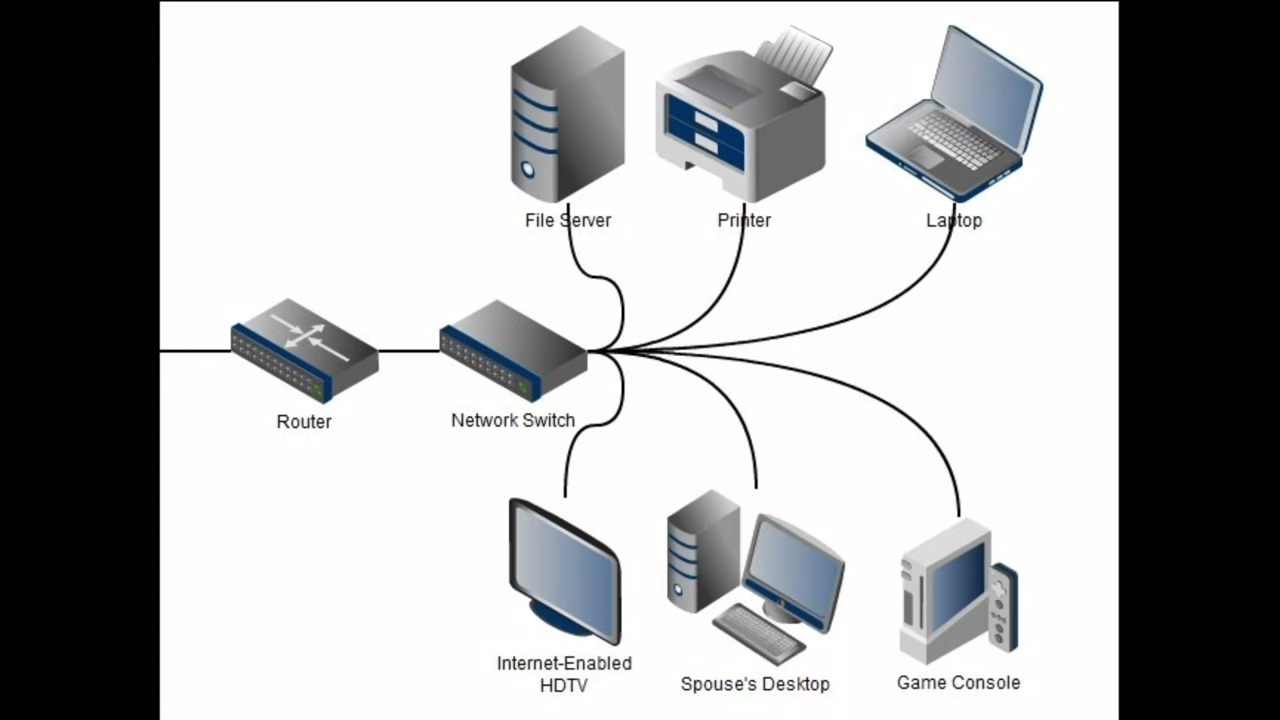 File Server
Printer
Laptop
Router
Network Switch
Internet-Enabled
HDTV
Spouse's Desktop
Game Console